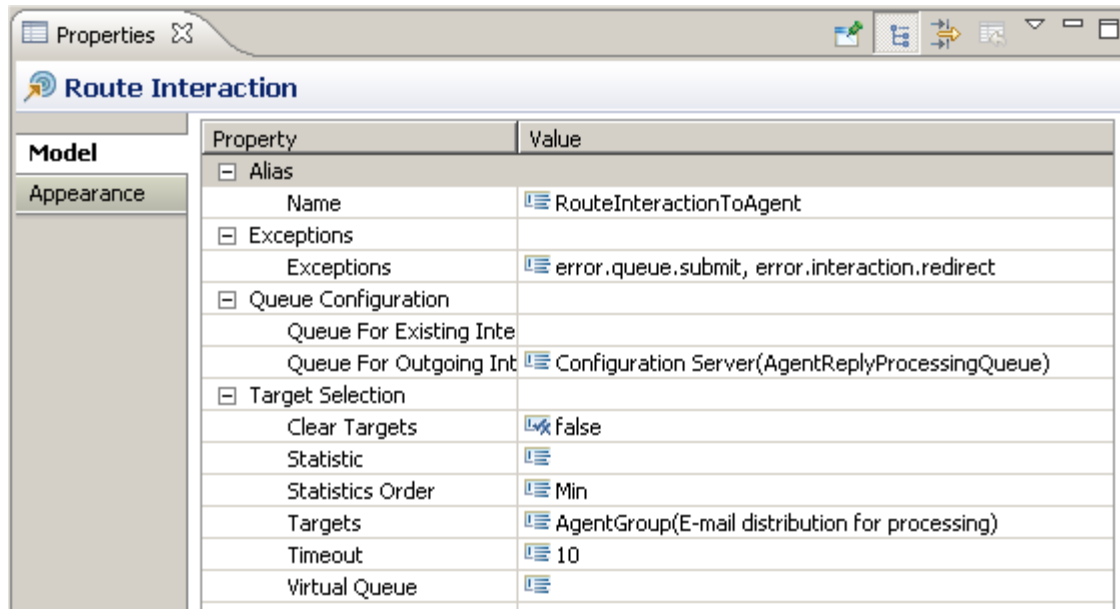 Properties
Route Interaction
Model
Appearance
Property Value
Alias
Name RouteInteractionToAgent
Exceptions
Exceptions error.queue.submit, error.interaction.redirect
Queue Configuration
Queue For Existing Inte
Queue For Outgoing Int Configuration Server(AgentReplyProcessingQueue)
Target Selection
Clear Targets false
Statistic
Statistics Order Min
Targets AgentGroup(E-mail distribution for processing)
Timeout 10
Virtual Queue